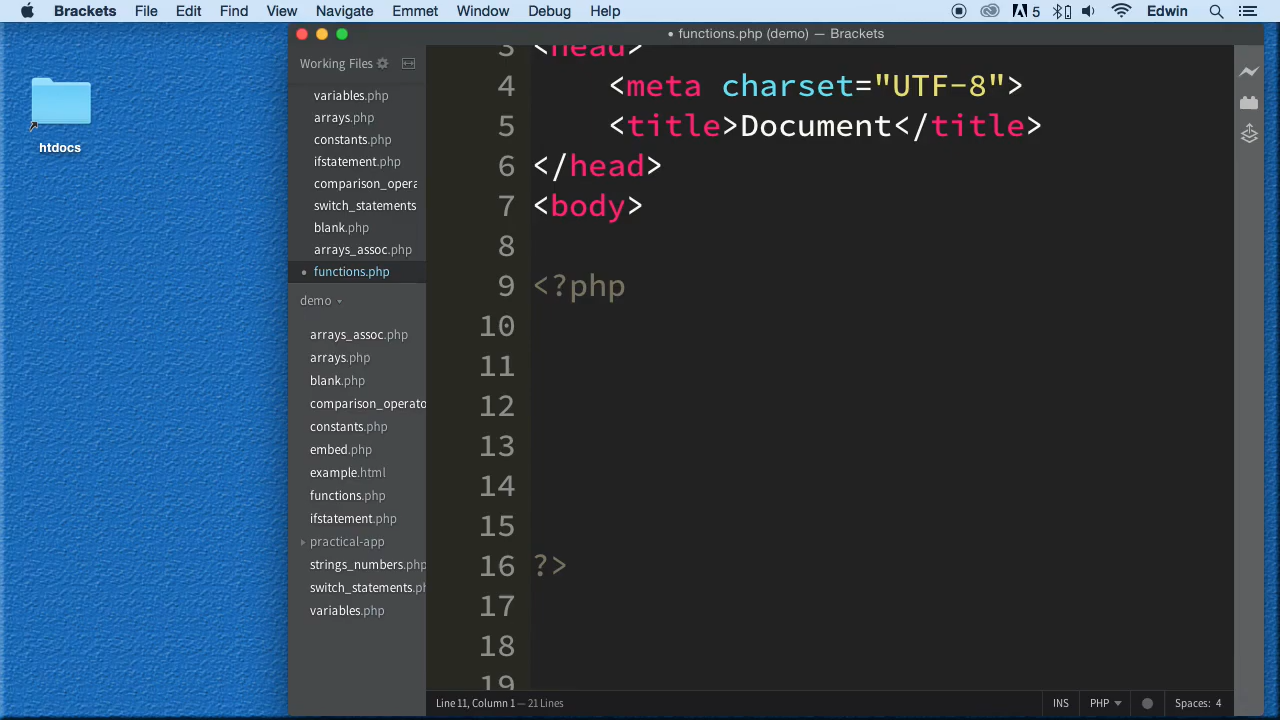 Brackets File Edit Find View Navigate Emmet Window Debug Help 5 Edwin
functions.php (demo) — Brackets
htdocs
Working Files
variables.php
arrays.php
constants.php
ifstatement.php
comparison_opera
switch_statements
blank.php
arrays_assoc.php
functions.php
demo
arrays_assoc.php
arrays.php
blank.php
comparison_operato
constants.php
embed.php
example.html
functions.php
ifstatement.php
practical-app
strings_numbers.php
switch_statements.ph
variables.php
3 <head>
4 <meta charset="UTF-8">
5 <title>Document</title>
6 </head>
7 <body>
8
9 <?php
10
11
12
13
14
15
16 ?>
17
18
19
Line 11, Column 1 — 21 Lines
INS PHP Spaces: 4